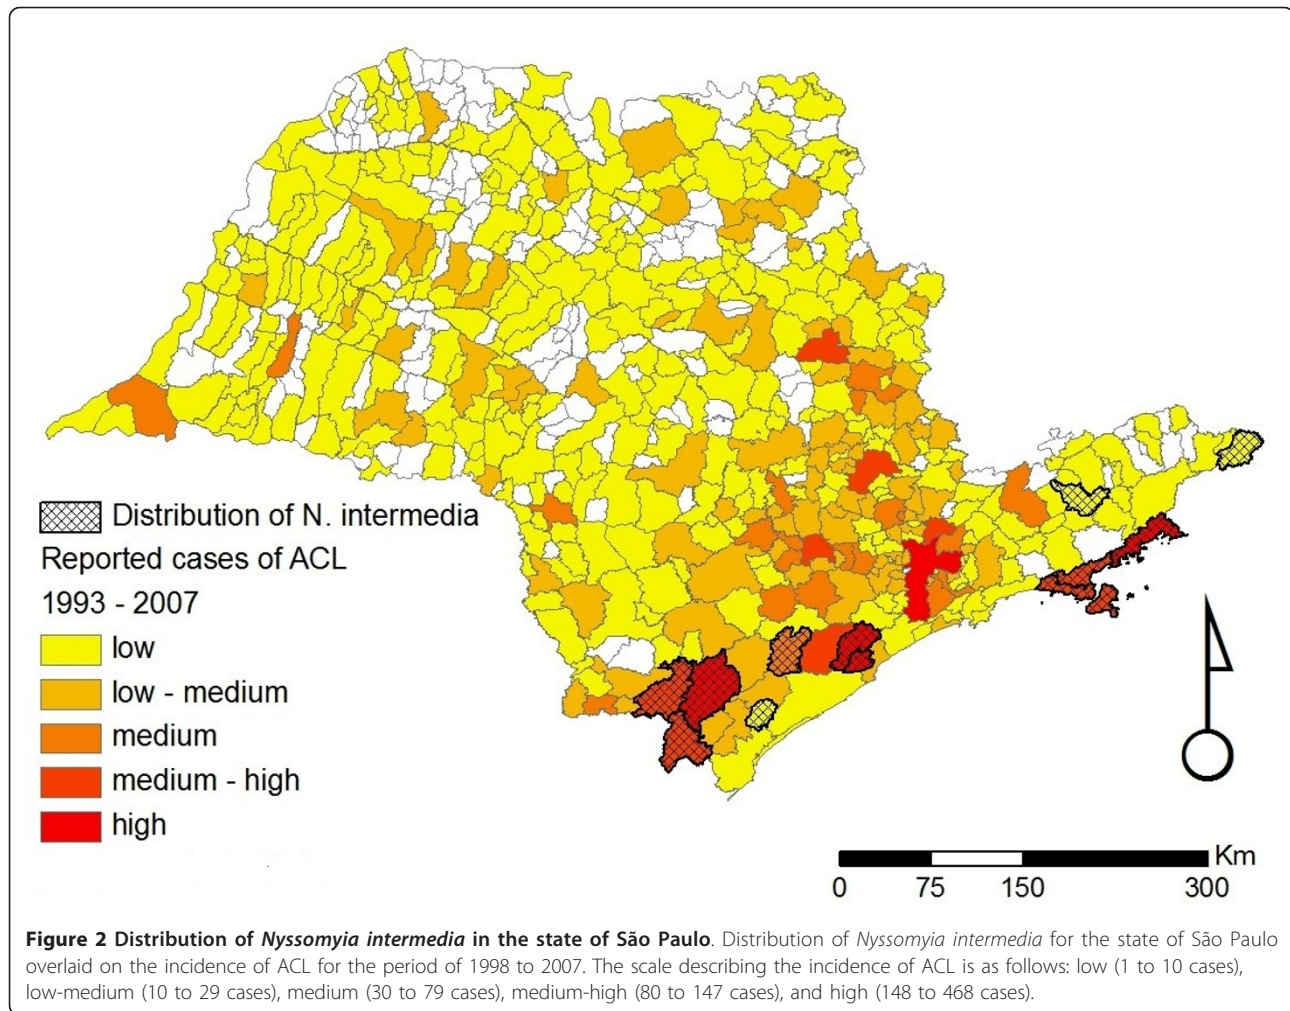 Distribution of N. intermedia
Reported cases of ACL
1993 - 2007
low
low - medium
medium
medium - high
high
Km
0 75 150 300
Figure 2 Distribution of Nyssomyia intermedia in the state of São Paulo. Distribution of Nyssomyia intermedia for the state of São Paulo
overlaid on the incidence of ACL for the period of 1998 to 2007. The scale describing the incidence of ACL is as follows: low (1 to 10 cases),
low-medium (10 to 29 cases), medium (30 to 79 cases), medium-high (80 to 147 cases), and high (148 to 468 cases).